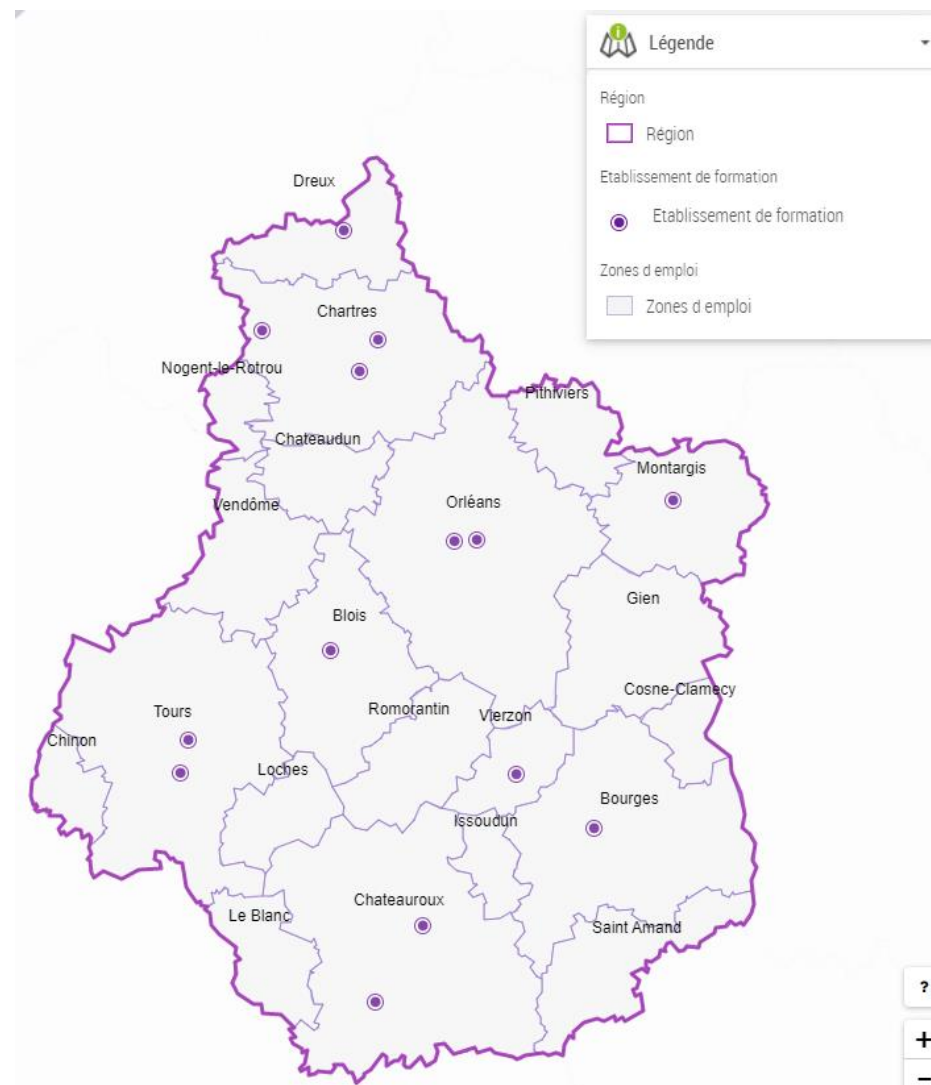 Légende
Région
Région
Etablissement de formation
Etablissement de formation
Zones d emploi
Zones d emploi
Dreux
Chartres
Nogent-le-Rotrou
Pithiviers
Chateaudun
Montargis
Vendôme
Orléans
Gien
Blois
Cosne-Clamecy
Romorantin
Tours
Vierzon
Chinon
Loches
Bourges
Issoudun
Chateauroux
Le Blanc
Saint Amand
?
+
−